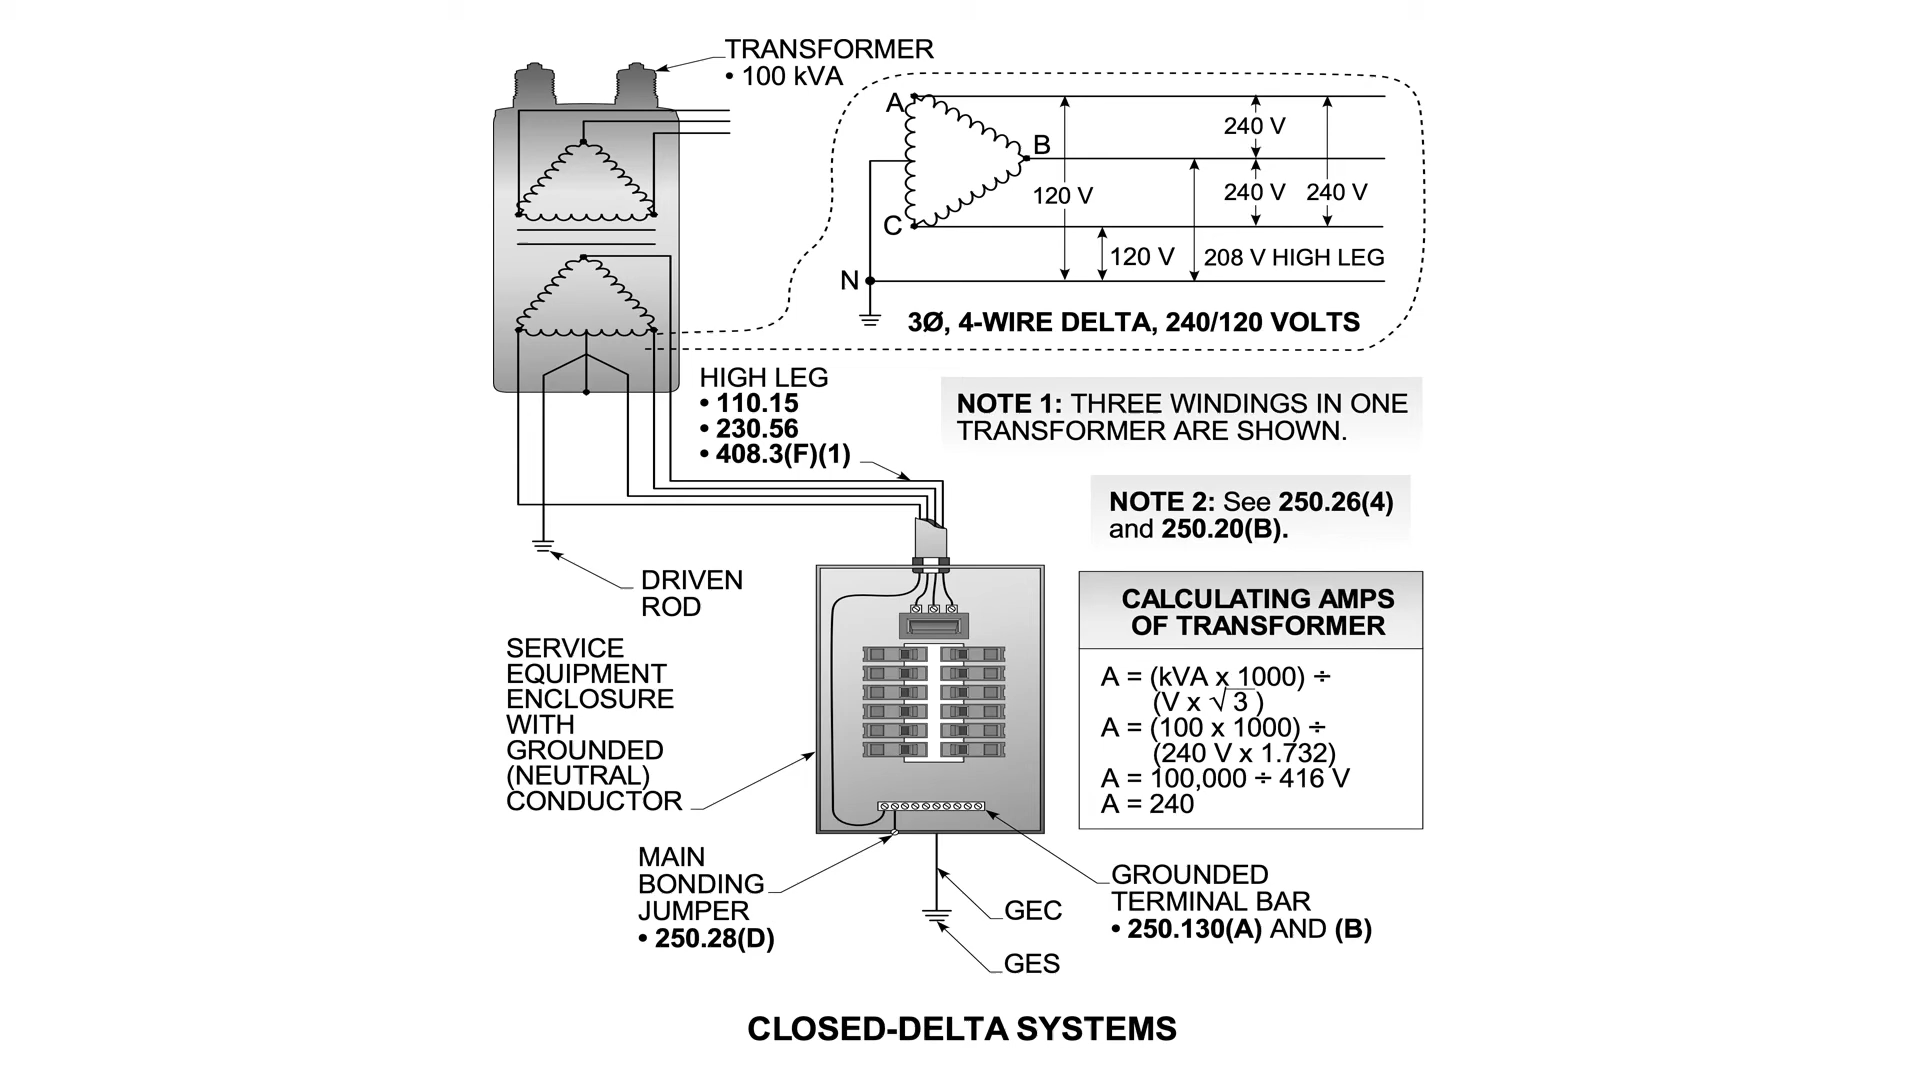 TRANSFORMER
• 100 kVA
A
B
C
N
240 V
240 V
240 V
120 V
120 V
208 V HIGH LEG
3Ø, 4-WIRE DELTA, 240/120 VOLTS
HIGH LEG
• 110.15
• 230.56
• 408.3(F)(1)
NOTE 1: THREE WINDINGS IN ONE
TRANSFORMER ARE SHOWN.
NOTE 2: See 250.26(4)
and 250.20(B).
DRIVEN
ROD
SERVICE
EQUIPMENT
ENCLOSURE
WITH
GROUNDED
(NEUTRAL)
CONDUCTOR
CALCULATING AMPS
OF TRANSFORMER
A = (kVA x 1000) ÷
(V x √3)
A = (100 x 1000) ÷
(240 V x 1.732)
A = 100,000 ÷ 416 V
A = 240
MAIN
BONDING
JUMPER
• 250.28(D)
GEC
GES
GROUNDED
TERMINAL BAR
• 250.130(A) AND (B)
CLOSED-DELTA SYSTEMS